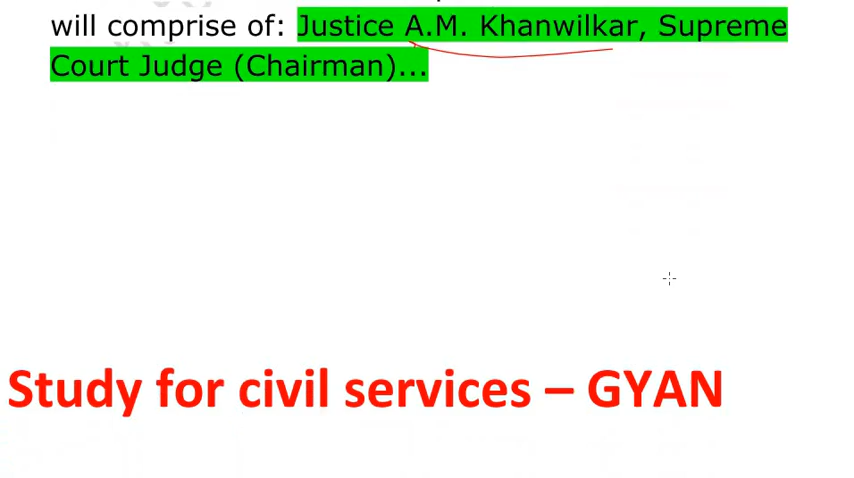 will comprise of: Justice A.M. Khanwilkar, Supreme
Court Judge (Chairman)...
Study for civil services – GYAN